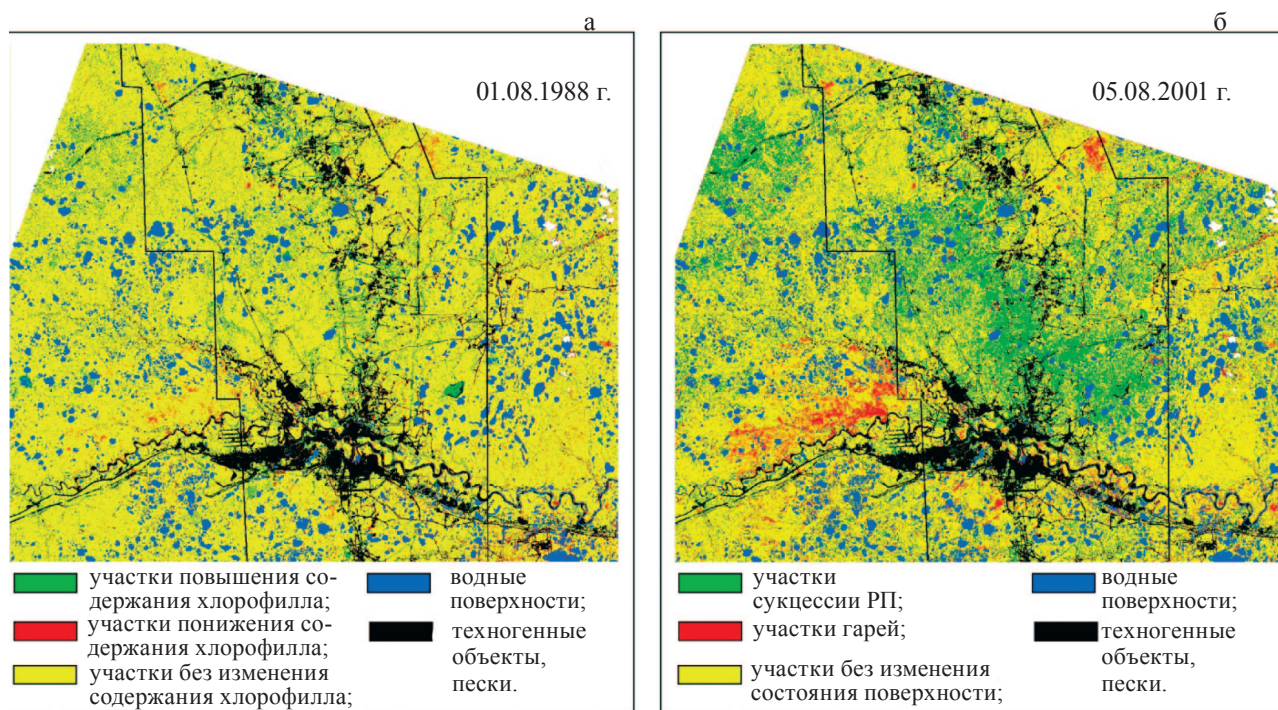 а
01.08.1988 г.
участки повышения со-
держания хлорофилла;
участки понижения со-
держания хлорофилла;
участки без изменения
содержания хлорофилла;
водные
поверхности;
техногенные
объекты,
пески.
б
05.08.2001 г.
участки
сукцессии РП;
участки гарей;
участки без изменения
состояния поверхности;
водные
поверхности;
техногенные
объекты,
пески.